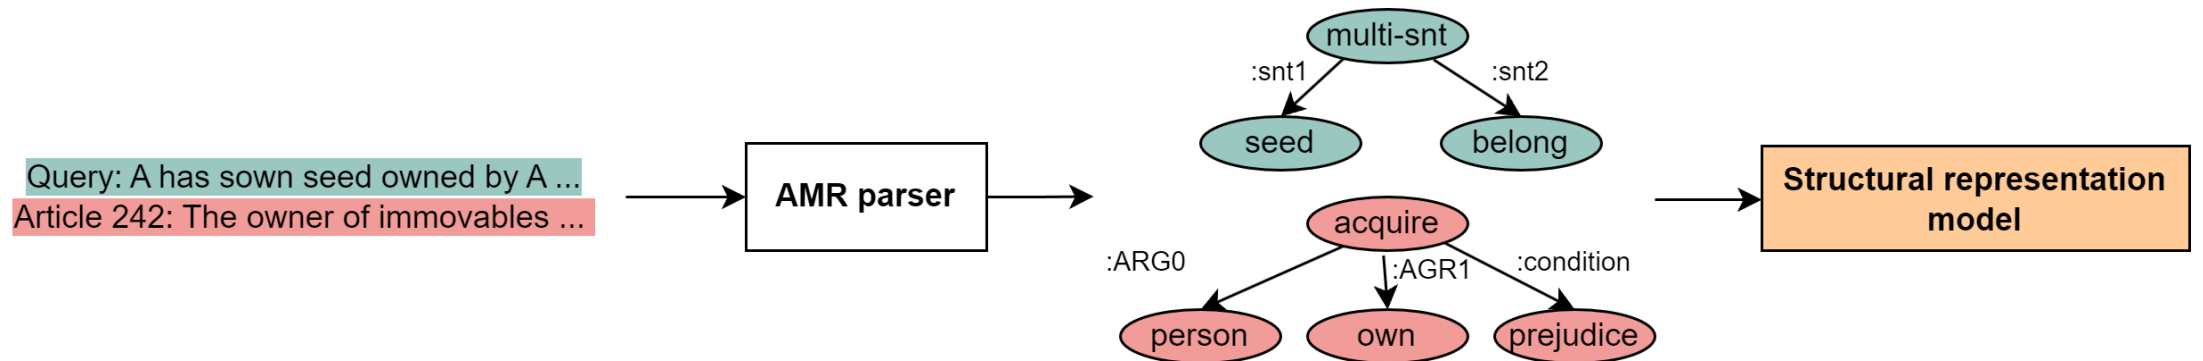 Query: A has sown seed owned by A ...
Article 242: The owner of immovables ...
AMR parser
multi-snt
:snt1
:snt2
seed
belong
acquire
:ARG0
:AGR1
:condition
person
own
prejudice
Structural representation
model